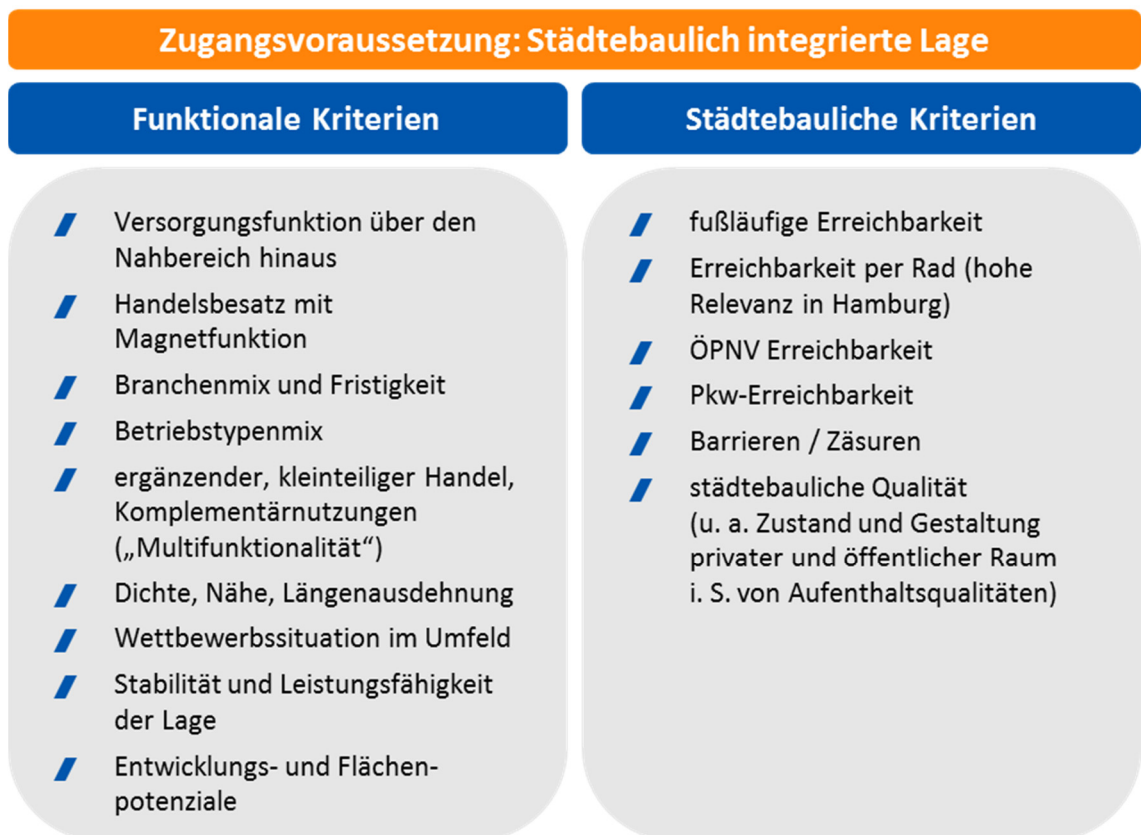 Zugangsvoraussetzung: Städtebaulich integrierte Lage
Funktionale Kriterien
Versorgungsfunktion über den
Nahbereich hinaus
Handelsbesatz mit
Magnetfunktion
Branchenmix und Fristigkeit
Betriebstypenmix
ergänzender, kleinteiliger Handel,
Komplementärnutzungen
(„Multifunktionalität“)
Dichte, Nähe, Längenausdehnung
Wettbewerbssituation im Umfeld
Stabilität und Leistungsfähigkeit
der Lage
Entwicklungs- und Flächen-
potenziale
Städtebauliche Kriterien
fußläufige Erreichbarkeit
Erreichbarkeit per Rad (hohe
Relevanz in Hamburg)
ÖPNV Erreichbarkeit
Pkw-Erreichbarkeit
Barrieren / Zäsuren
städtebauliche Qualität
(u. a. Zustand und Gestaltung
privater und öffentlicher Raum
i. S. von Aufenthaltsqualitäten)